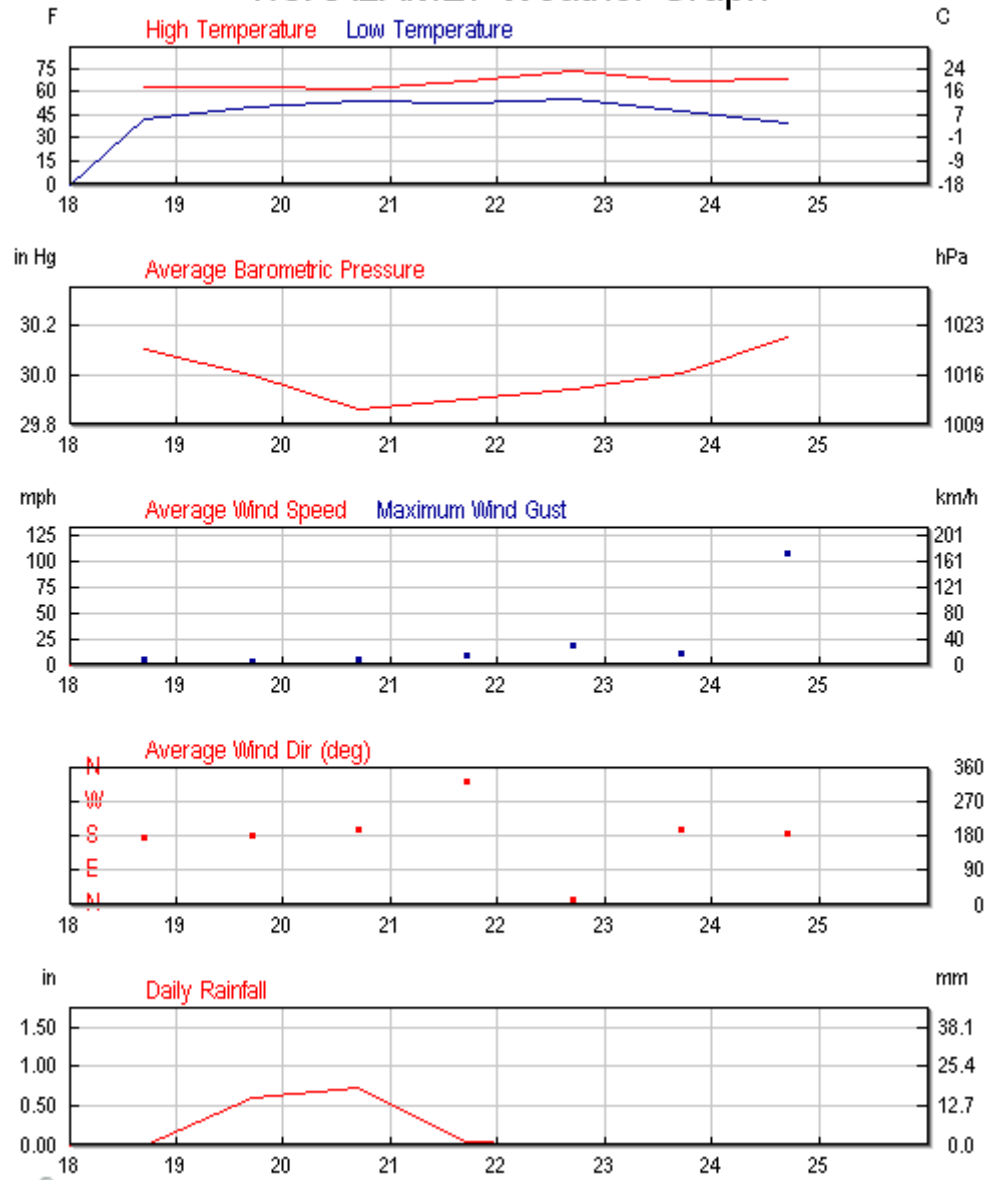 Weather Graph
F C
High Temperature Low Temperature
75 24
60 16
45 7
30 -1
15 -9
0 -18
18 19 20 21 22 23 24 25
in Hg hPa
Average Barometric Pressure
30.2 1023
30.0 1016
29.8 1009
18 19 20 21 22 23 24 25
mph km/h
Average Wind Speed Maximum Wind Gust
125 201
100 161
75 121
50 80
25 40
0 0
18 19 20 21 22 23 24 25
Average Wind Dir (deg)
N 360
W 270
S 180
E 90
N 0
18 19 20 21 22 23 24 25
in mm
Daily Rainfall
1.50 38.1
1.00 25.4
0.50 12.7
0.00 0.0
18 19 20 21 22 23 24 25